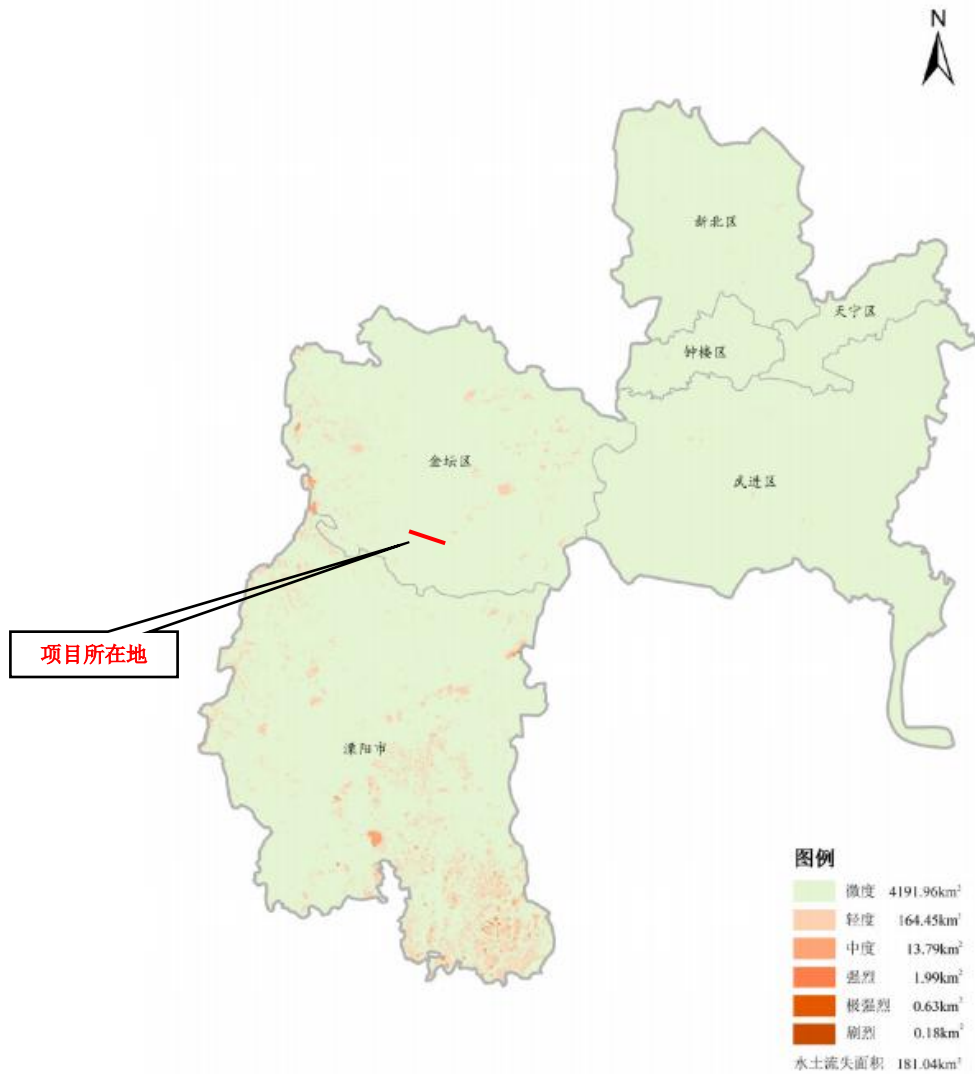 N
新北区
天宁区
钟楼区
金坛区
武进区
项目所在地
溧阳市
图例
微度 4191.96km²
轻度 164.45km²
中度 13.79km²
强烈 1.99km²
极强烈 0.63km²
剧烈 0.18km²
水土流失面积 181.04km²